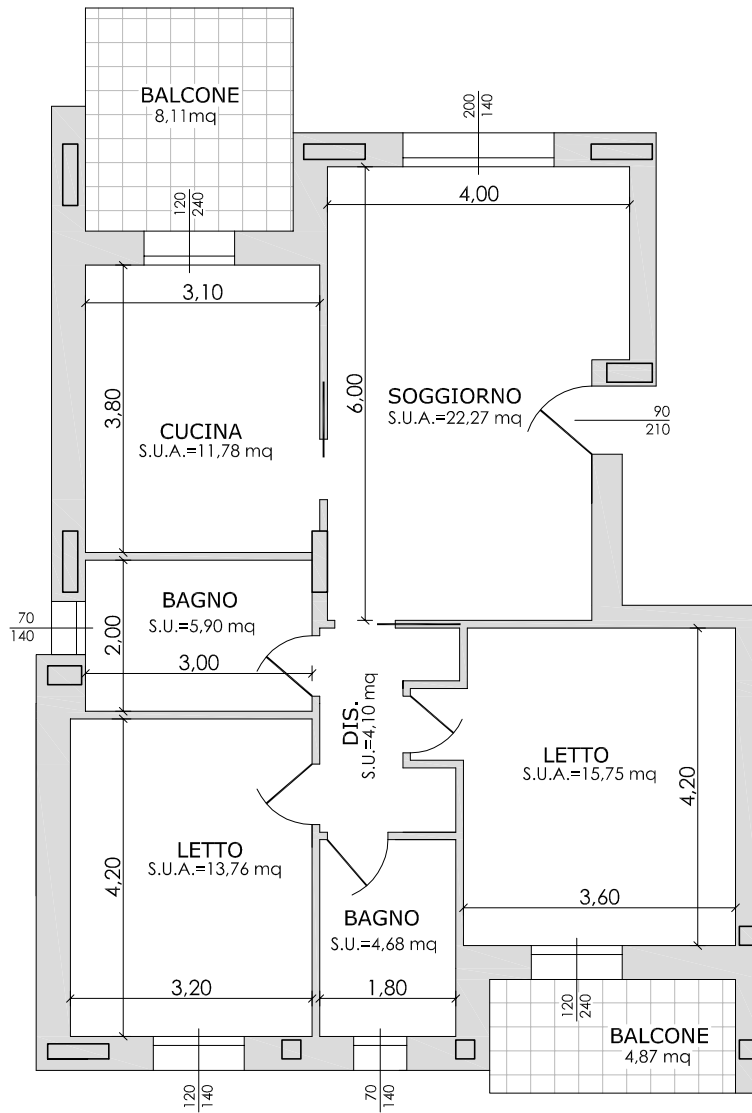 BALCONE
8,11mq
200
140
120
240
4,00
3,10
3,80
6,00
SOGGIORNO
S.U.A.=22,27 mq
90
210
CUCINA
S.U.A.=11,78 mq
BAGNO
S.U.=5,90 mq
70
140
2,00
3,00
DIS.
S.U.=4,10 mq
LETTO
S.U.A.=15,75 mq
4,20
LETTO
S.U.A.=13,76 mq
4,20
3,60
BAGNO
S.U.=4,68 mq
3,20
1,80
120
240
BALCONE
4,87 mq
120
140
70
140